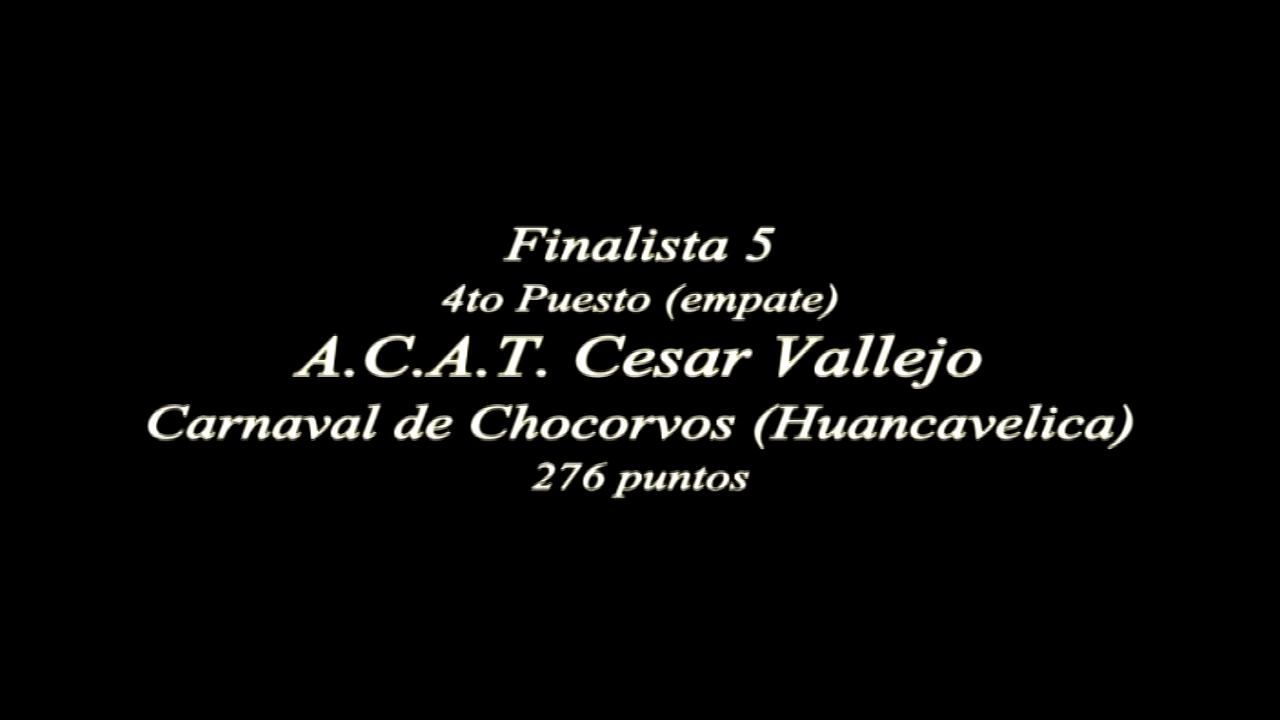 Finalista 5
4to Puesto (empate)
A.C.A.T. Cesar Vallejo
Carnaval de Chocorvos (Huancavelica)
276 puntos